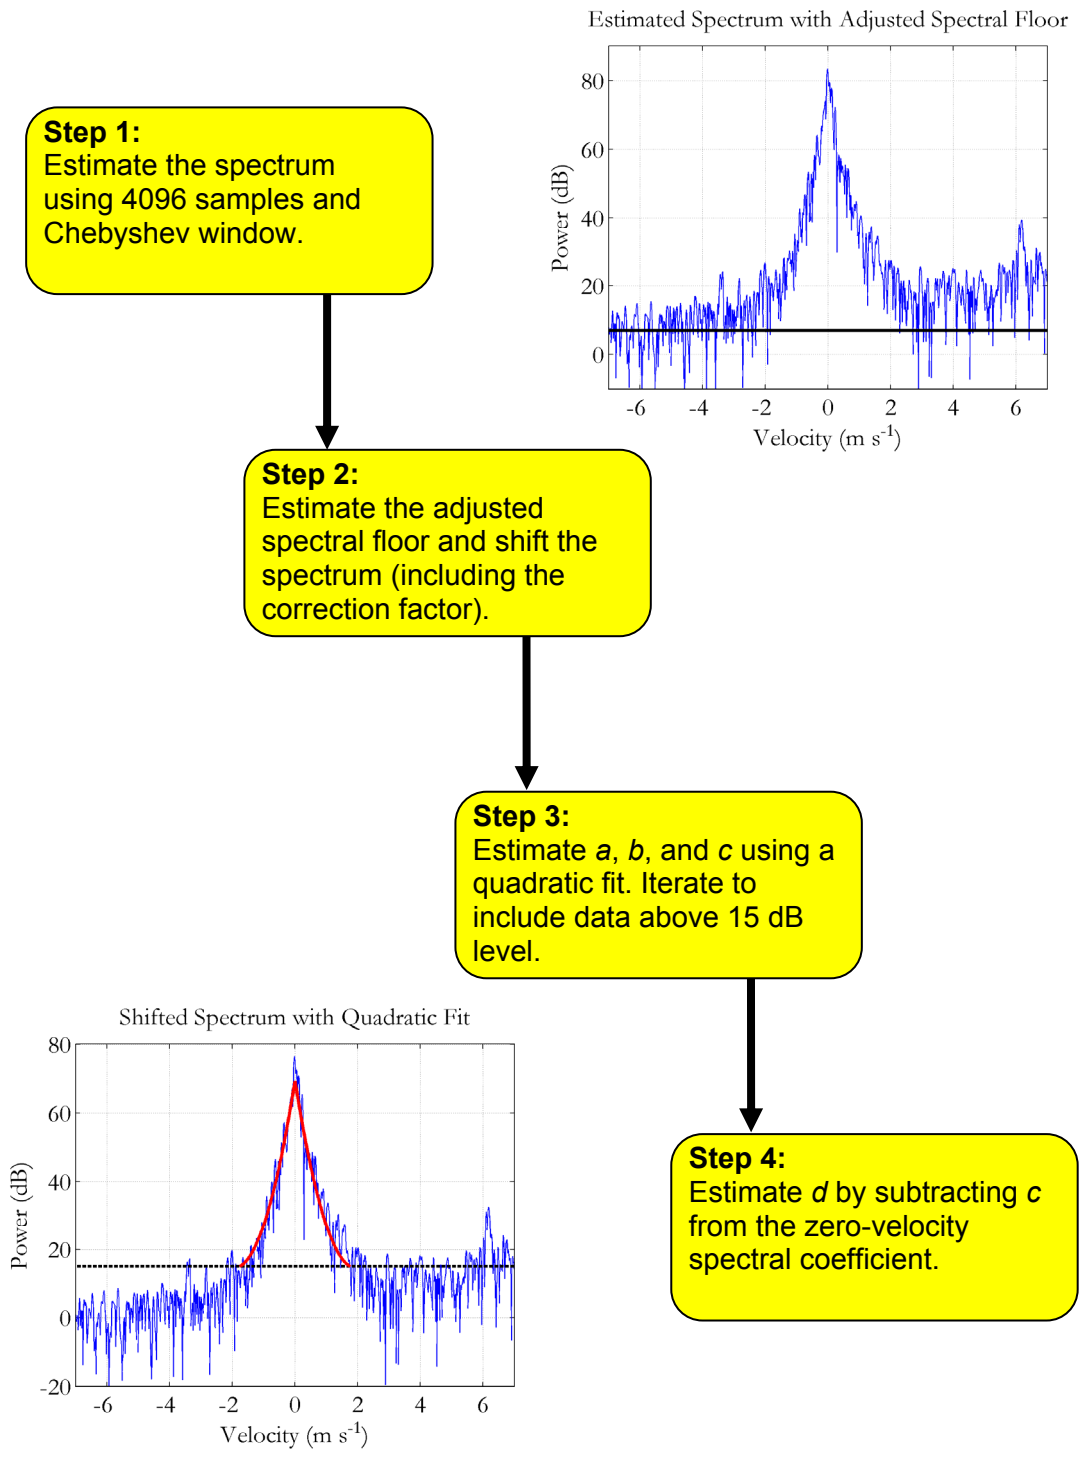 Estimated Spectrum with Adjusted Spectral Floor
80
60
40
20
0
Power (dB)
-6 -4 -2 0 2 4 6
Velocity (m s-1)
Step 1:
Estimate the spectrum
using 4096 samples and
Chebyshev window.
Step 2:
Estimate the adjusted
spectral floor and shift the
spectrum (including the
correction factor).
Step 3:
Estimate a, b, and c using a
quadratic fit. Iterate to
include data above 15 dB
level.
Shifted Spectrum with Quadratic Fit
80
60
40
20
0
-20
Power (dB)
-6 -4 -2 0 2 4 6
Velocity (m s-1)
Step 4:
Estimate d by subtracting c
from the zero-velocity
spectral coefficient.